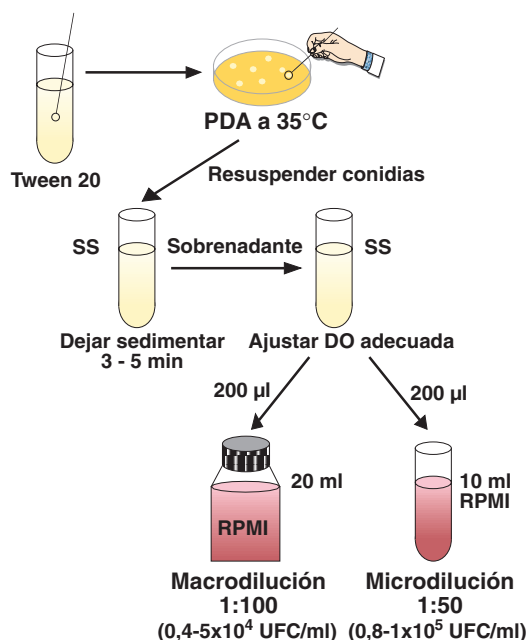 PDA a 35°C
Tween 20
Resuspender conidias
SS
Sobrenadante
SS
Dejar sedimentar
3 - 5 min
Ajustar DO adecuada
200 µl
200 µl
20 ml
RPMI
10 ml
RPMI
Macrodilución
1:100
(0,4-5x10⁴ UFC/ml)
Microdilución
1:50
(0,8-1x10⁵ UFC/ml)